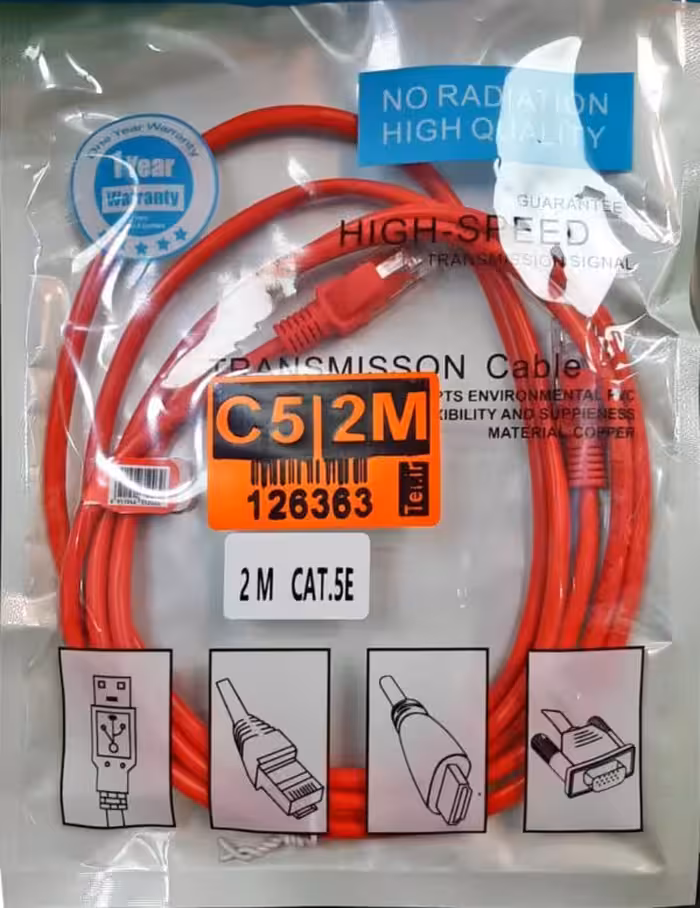 NO RADIATION
HIGH QUALITY
One Year Warranty
1 Year
Warranty
GUARANTEE
HIGH-SPEED
TRANSMISSION SIGNAL
TRANSMISSON Cable
PTS ENVIRONMENTAL PVC
XIBILITY AND SUPPIENESS
MATERIAL COPPER
C5|2M
126363
Tel.ir
2 M CAT.5E